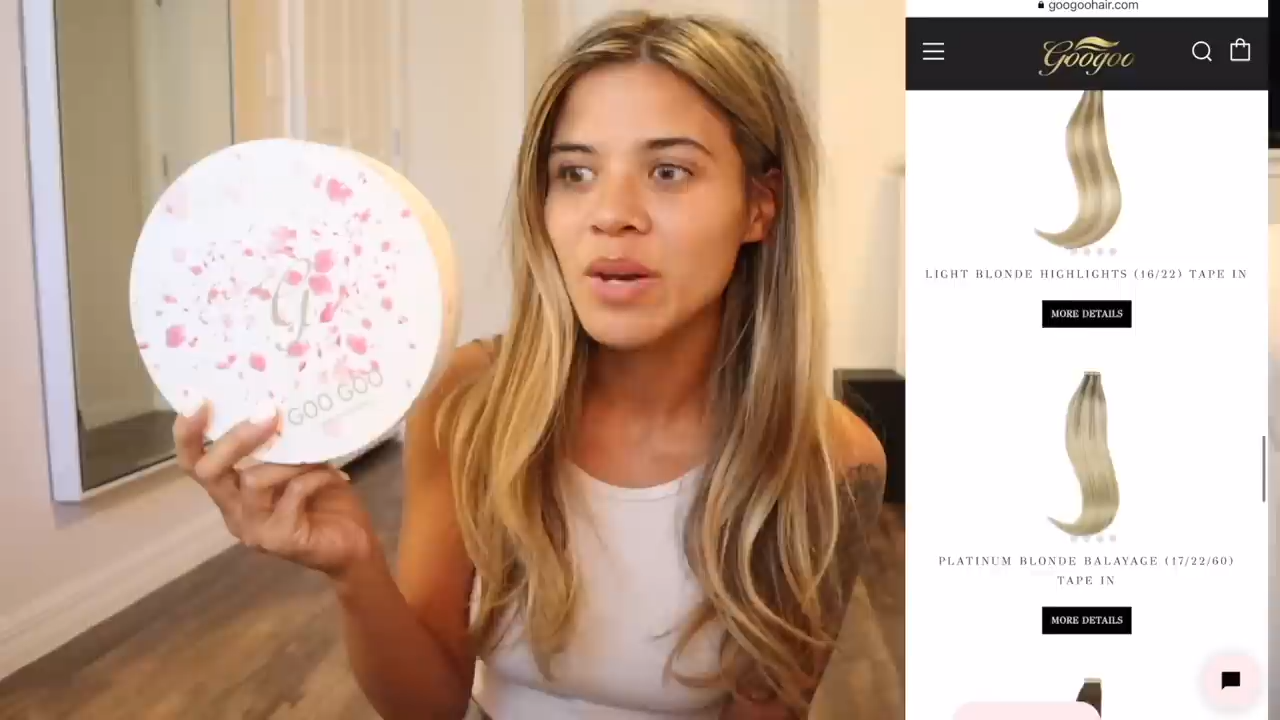 G
GOO GOO
googoohair.com
Googoo
LIGHT BLONDE HIGHLIGHTS (16/22) TAPE IN
MORE DETAILS
PLATINUM BLONDE BALAYAGE (17/22/60)
TAPE IN
MORE DETAILS